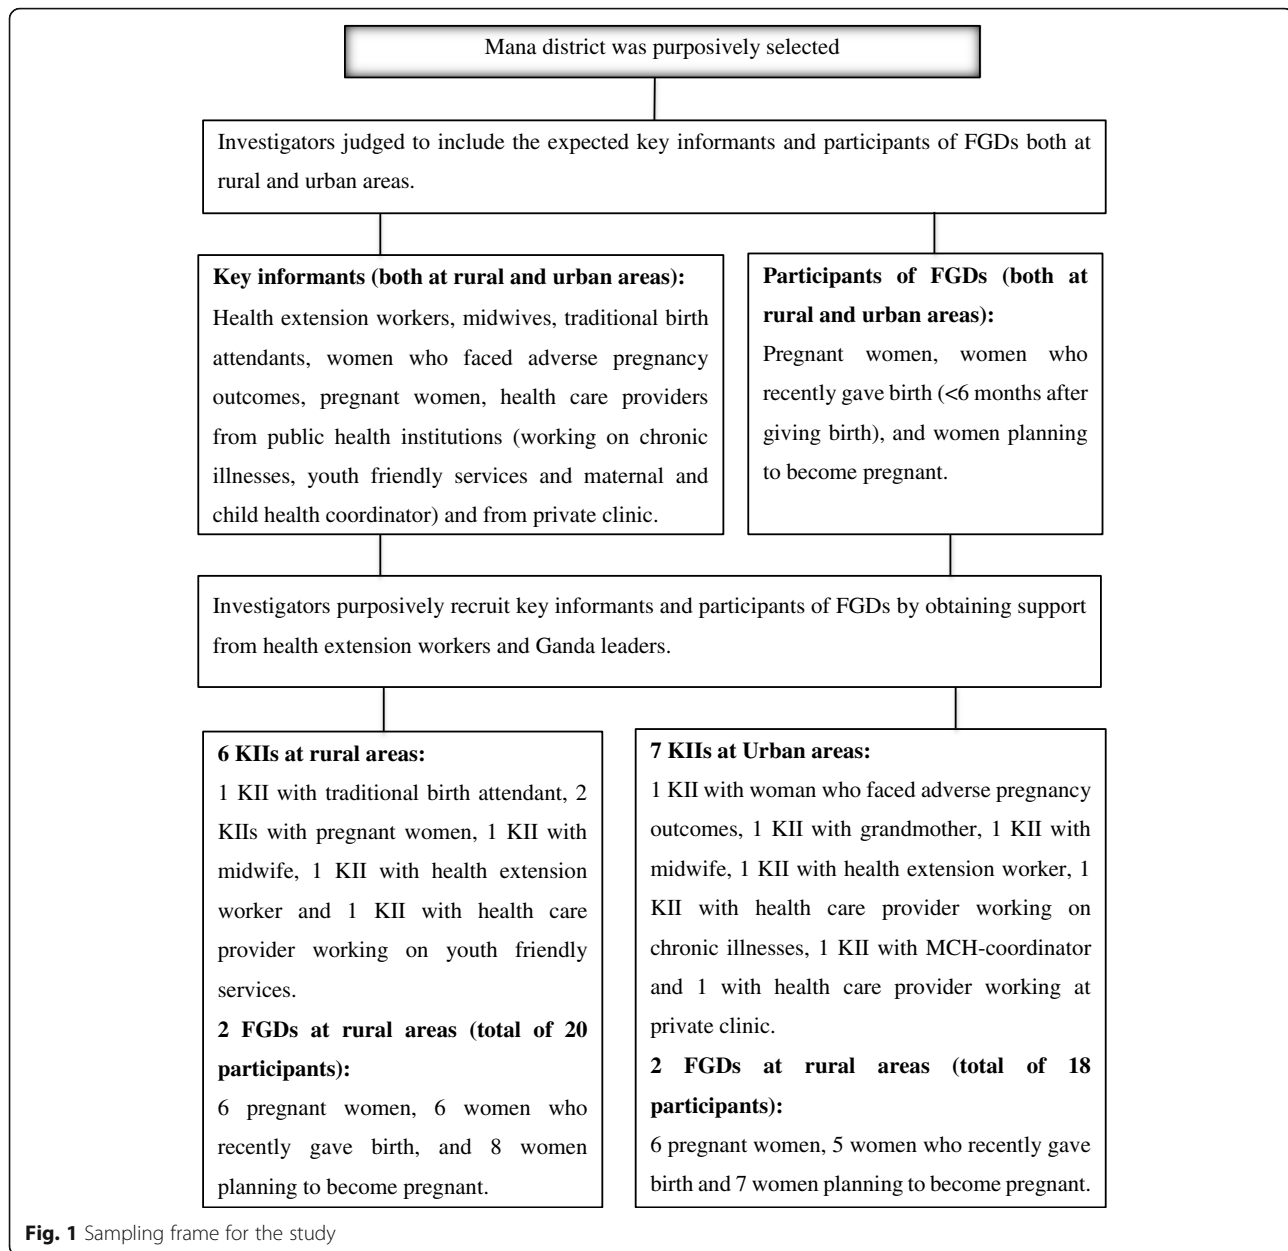 Mana district was purposively selected
Investigators judged to include the expected key informants and participants of FGDs both at
rural and urban areas.
Key informants (both at rural and urban areas):
Health extension workers, midwives, traditional birth
attendants, women who faced adverse pregnancy
outcomes, pregnant women, health care providers
from public health institutions (working on chronic
illnesses, youth friendly services and maternal and
child health coordinator) and from private clinic.
Participants of FGDs (both at
rural and urban areas):
Pregnant women, women who
recently gave birth (<6 months after
giving birth), and women planning
to become pregnant.
Investigators purposively recruit key informants and participants of FGDs by obtaining support
from health extension workers and Ganda leaders.
6 KIIs at rural areas:
1 KII with traditional birth attendant, 2
KIIs with pregnant women, 1 KII with
midwife, 1 KII with health extension
worker and 1 KII with health care
provider working on youth friendly
services.
2 FGDs at rural areas (total of 20
participants):
6 pregnant women, 6 women who
recently gave birth, and 8 women
planning to become pregnant.
7 KIIs at Urban areas:
1 KII with woman who faced adverse pregnancy
outcomes, 1 KII with grandmother, 1 KII with
midwife, 1 KII with health extension worker, 1
KII with health care provider working on
chronic illnesses, 1 KII with MCH-coordinator
and 1 with health care provider working at
private clinic.
2 FGDs at rural areas (total of 18
participants):
6 pregnant women, 5 women who recently gave
birth and 7 women planning to become pregnant.
Fig. 1 Sampling frame for the study